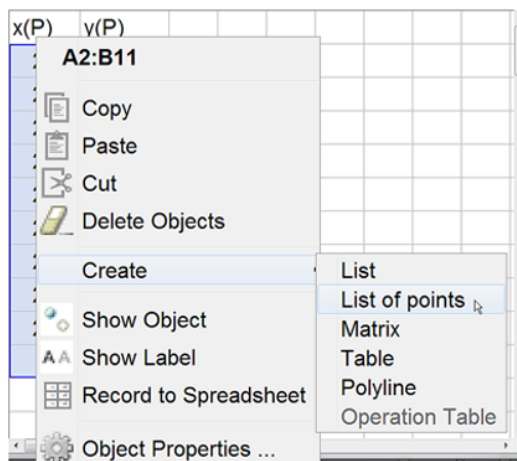 x(P) y(P)
A2:B11
Copy
Paste
Cut
Delete Objects
Create
List
List of points
Matrix
Table
Polyline
Operation Table
Show Object
AA Show Label
Record to Spreadsheet
Object Properties ...